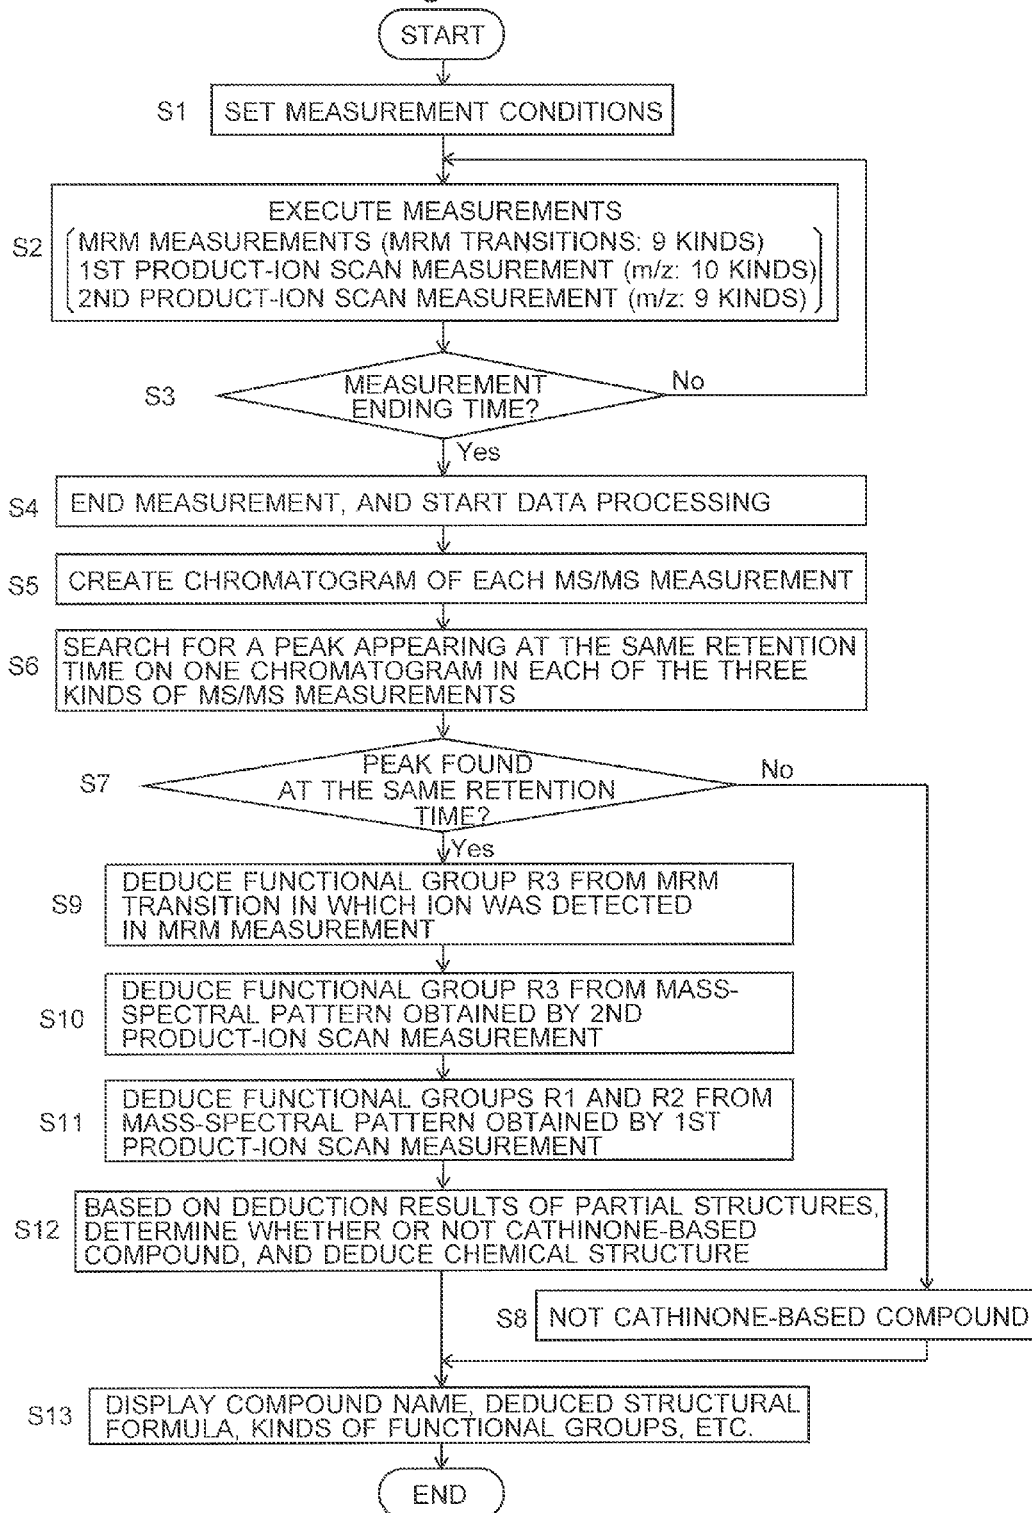 START
S1
SET MEASUREMENT CONDITIONS
S2
EXECUTE MEASUREMENTS
MRM MEASUREMENTS (MRM TRANSITIONS: 9 KINDS)
1ST PRODUCT-ION SCAN MEASUREMENT (m/z: 10 KINDS)
2ND PRODUCT-ION SCAN MEASUREMENT (m/z: 9 KINDS)
S3
MEASUREMENT
ENDING TIME?
No
Yes
S4
END MEASUREMENT, AND START DATA PROCESSING
S5
CREATE CHROMATOGRAM OF EACH MS/MS MEASUREMENT
S6
SEARCH FOR A PEAK APPEARING AT THE SAME RETENTION
TIME ON ONE CHROMATOGRAM IN EACH OF THE THREE
KINDS OF MS/MS MEASUREMENTS
S7
PEAK FOUND
AT THE SAME RETENTION
TIME?
No
Yes
S9
DEDUCE FUNCTIONAL GROUP R3 FROM MRM
TRANSITION IN WHICH ION WAS DETECTED
IN MRM MEASUREMENT
S10
DEDUCE FUNCTIONAL GROUP R3 FROM MASS-
SPECTRAL PATTERN OBTAINED BY 2ND
PRODUCT-ION SCAN MEASUREMENT
S11
DEDUCE FUNCTIONAL GROUPS R1 AND R2 FROM
MASS-SPECTRAL PATTERN OBTAINED BY 1ST
PRODUCT-ION SCAN MEASUREMENT
S12
BASED ON DEDUCTION RESULTS OF PARTIAL STRUCTURES,
DETERMINE WHETHER OR NOT CATHINONE-BASED
COMPOUND, AND DEDUCE CHEMICAL STRUCTURE
S8
NOT CATHINONE-BASED COMPOUND
S13
DISPLAY COMPOUND NAME, DEDUCED STRUCTURAL
FORMULA, KINDS OF FUNCTIONAL GROUPS, ETC.
END